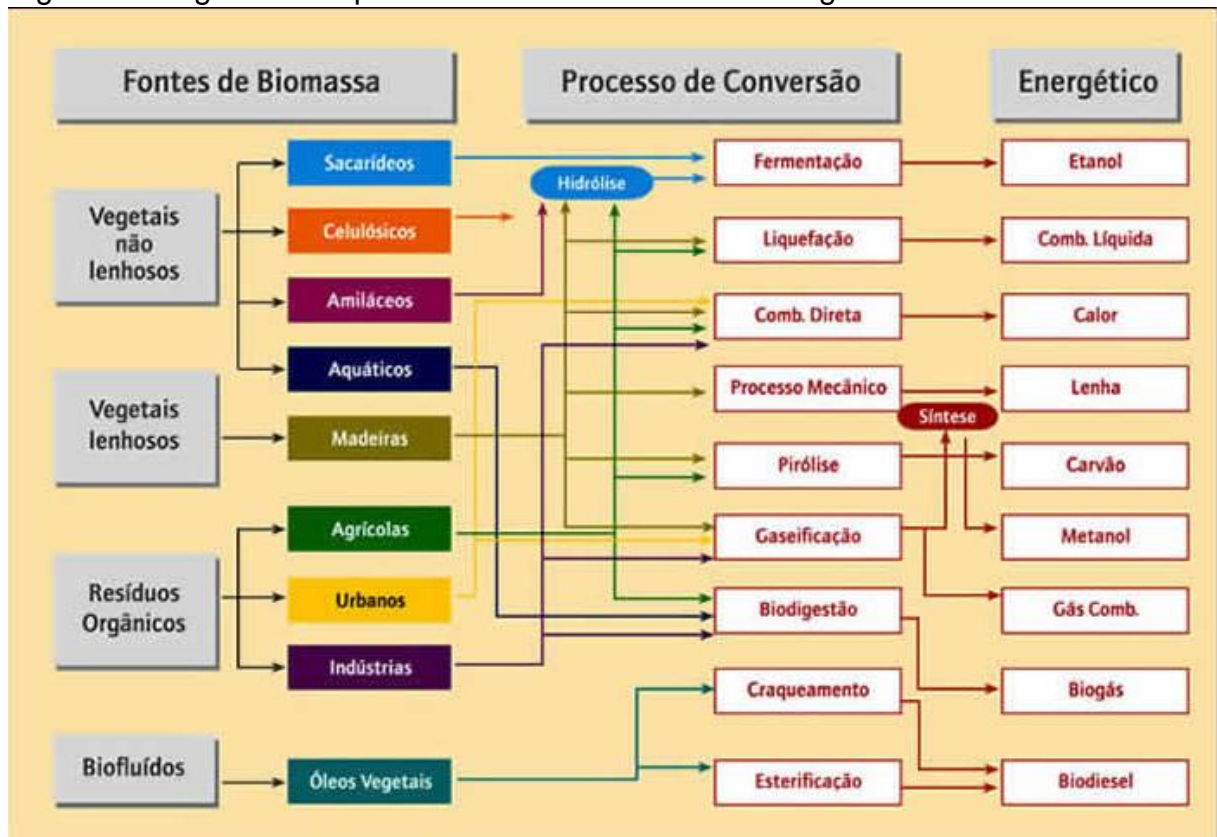 Fontes de Biomassa
Processo de Conversão
Energético
Vegetais
não
lenhosos
Vegetais
lenhosos
Resíduos
Orgânicos
Biofluídos
Sacarídeos
Celulósicos
Amiláceos
Aquáticos
Madeiras
Agrícolas
Urbanos
Indústrias
Óleos Vegetais
Hidrólise
Fermentação
Liquefação
Comb. Direta
Processo Mecânico
Pirólise
Gaseificação
Biodigestão
Craqueamento
Esterificação
Síntese
Etanol
Comb. Líquida
Calor
Lenha
Carvão
Metanol
Gás Comb.
Biogás
Biodiesel